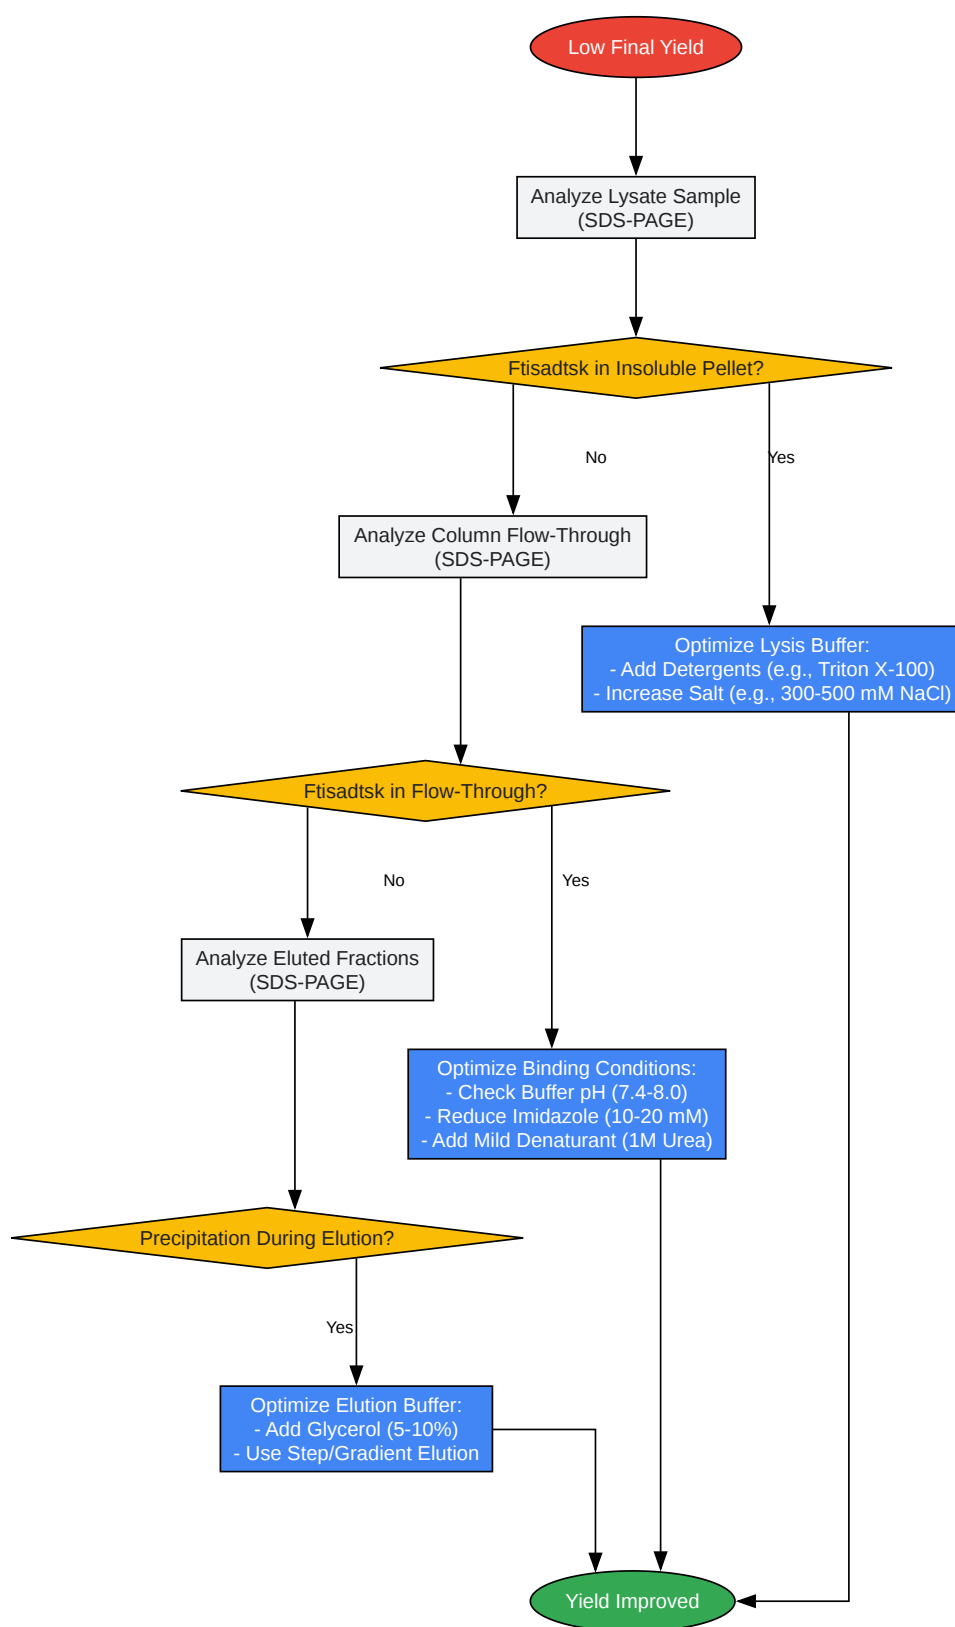 Low Final Yield
Analyze Lysate Sample
(SDS-PAGE)
Ftisadtsk in Insoluble Pellet?
No
Yes
Analyze Column Flow-Through
(SDS-PAGE)
Optimize Lysis Buffer:
- Add Detergents (e.g., Triton X-100)
- Increase Salt (e.g., 300-500 mM NaCl)
Ftisadtsk in Flow-Through?
No
Yes
Analyze Eluted Fractions
(SDS-PAGE)
Optimize Binding Conditions:
- Check Buffer pH (7.4-8.0)
- Reduce Imidazole (10-20 mM)
- Add Mild Denaturant (1M Urea)
Precipitation During Elution?
Yes
Optimize Elution Buffer:
- Add Glycerol (5-10%)
- Use Step/Gradient Elution
Yield Improved